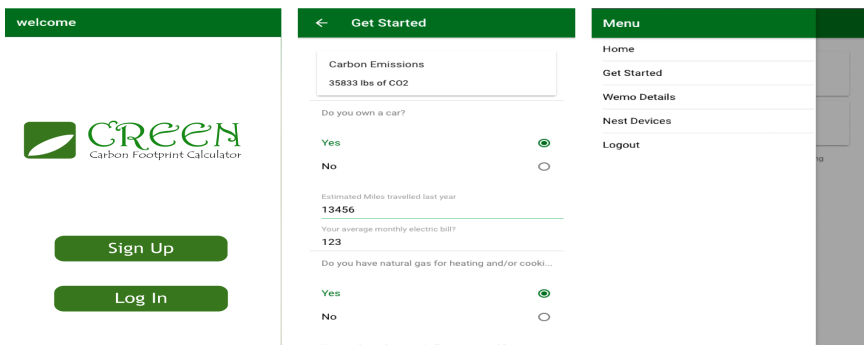 welcome
GREEN
Carbon Footprint Calculator
Sign Up
Log In
Get Started
Carbon Emissions
35833 lbs of CO2
Do you own a car?
Yes
No
Estimated Miles travelled last year
13456
Your average monthly electric bill?
123
Do you have natural gas for heating and/or cooki...
Yes
No
Menu
Home
Get Started
Wemo Details
Nest Devices
Logout